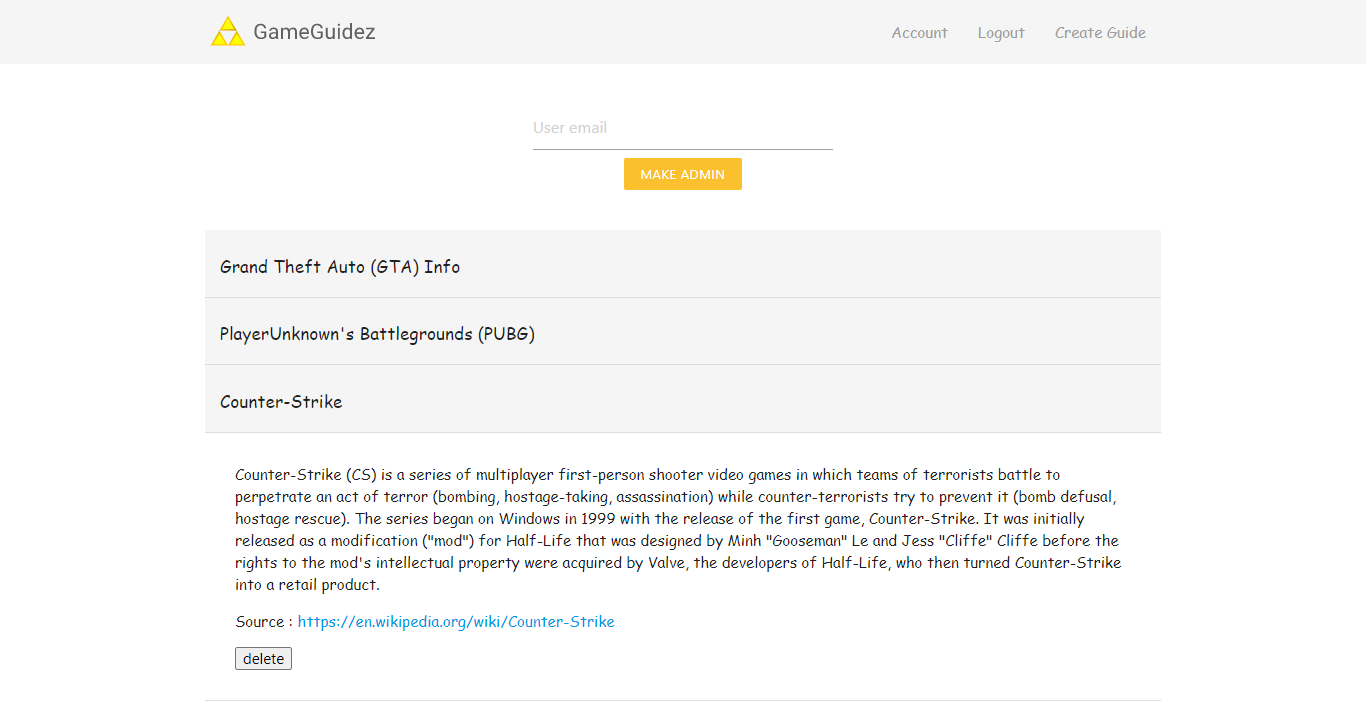 GameGuidez
Account Logout Create Guide
User email
MAKE ADMIN
Grand Theft Auto (GTA) Info
PlayerUnknown's Battlegrounds (PUBG)
Counter-Strike
Counter-Strike (CS) is a series of multiplayer first-person shooter video games in which teams of terrorists battle to
perpetrate an act of terror (bombing, hostage-taking, assassination) while counter-terrorists try to prevent it (bomb defusal,
hostage rescue). The series began on Windows in 1999 with the release of the first game, Counter-Strike. It was initially
released as a modification ("mod") for Half-Life that was designed by Minh "Gooseman" Le and Jess "Cliffe" Cliffe before the
rights to the mod's intellectual property were acquired by Valve, the developers of Half-Life, who then turned Counter-Strike
into a retail product.
Source : https://en.wikipedia.org/wiki/Counter-Strike
delete